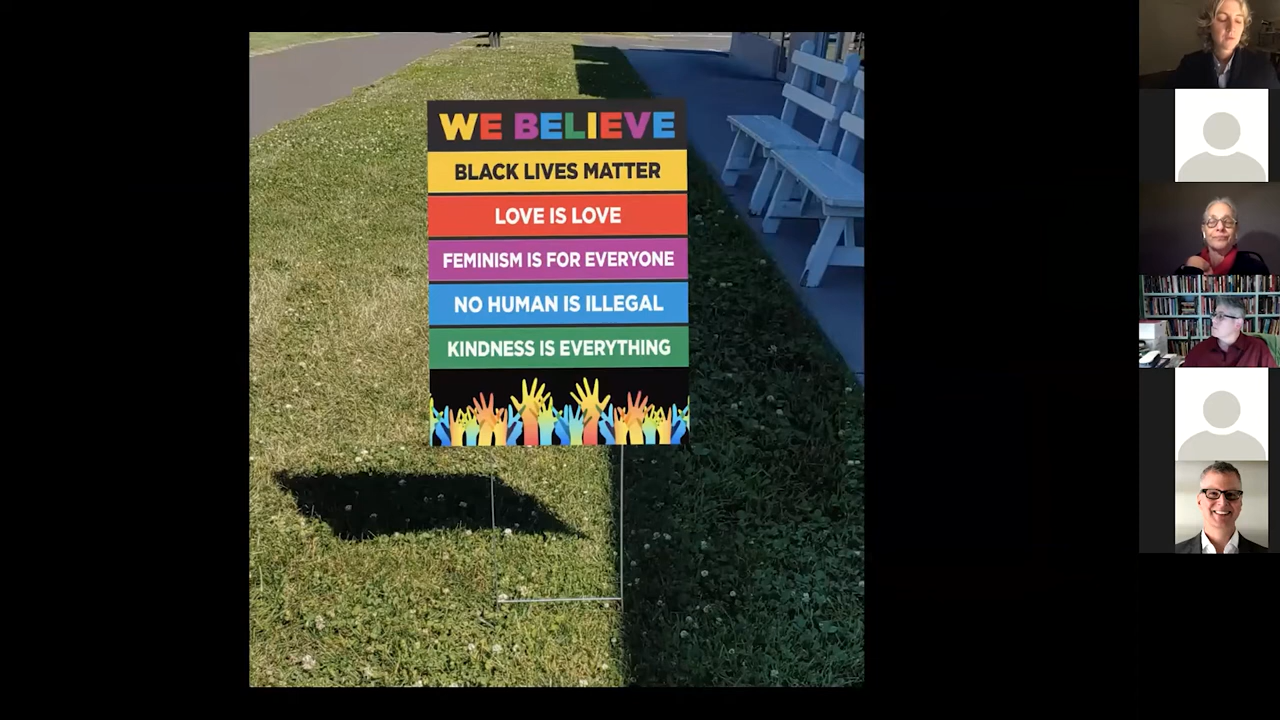 WE BELIEVE
BLACK LIVES MATTER
LOVE IS LOVE
FEMINISM IS FOR EVERYONE
NO HUMAN IS ILLEGAL
KINDNESS IS EVERYTHING